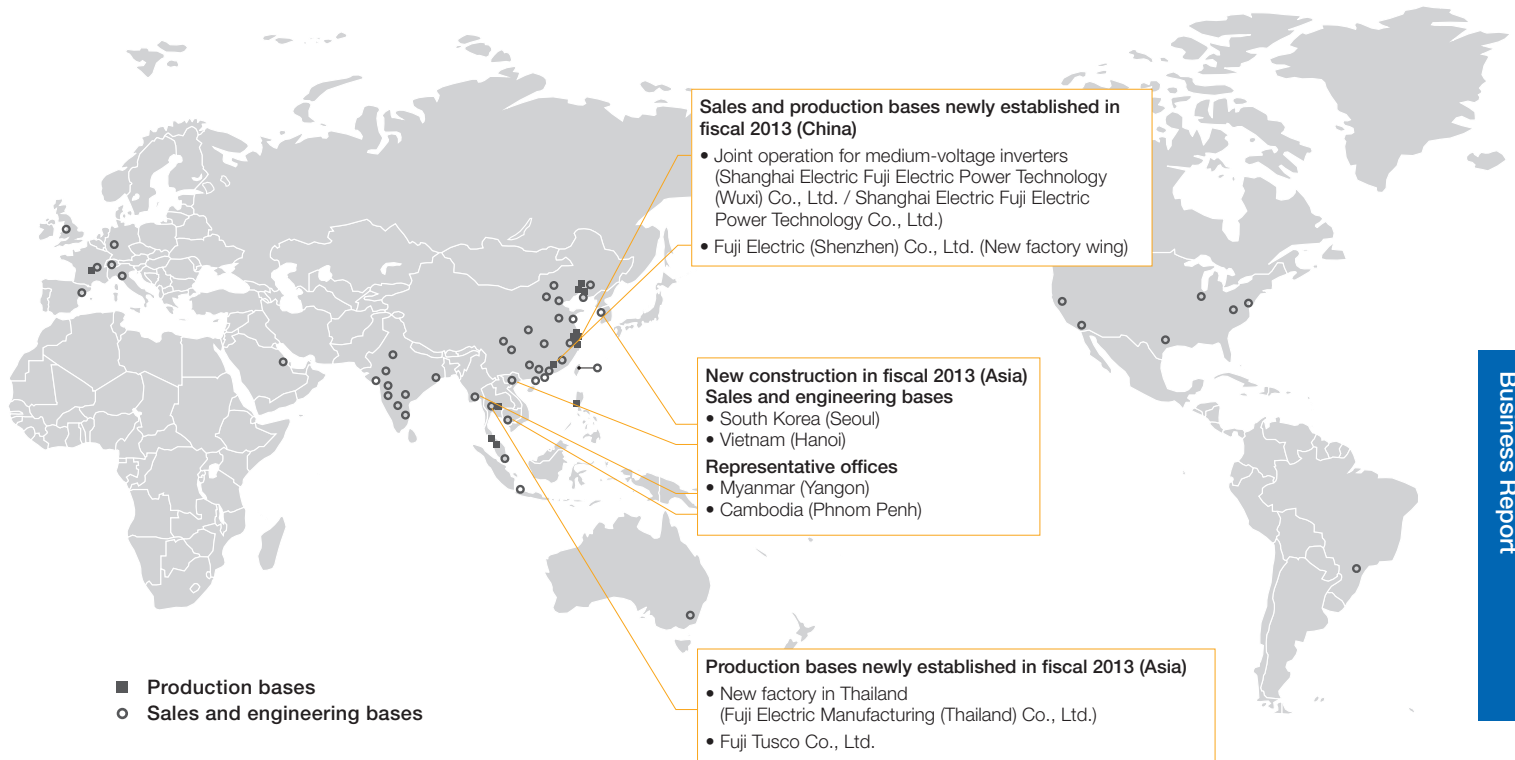 Sales and production bases newly established in
fiscal 2013 (China)
• Joint operation for medium-voltage inverters
(Shanghai Electric Fuji Electric Power Technology
(Wuxi) Co., Ltd. / Shanghai Electric Fuji Electric
Power Technology Co., Ltd.)
• Fuji Electric (Shenzhen) Co., Ltd. (New factory wing)
New construction in fiscal 2013 (Asia)
Sales and engineering bases
• South Korea (Seoul)
• Vietnam (Hanoi)
Representative offices
• Myanmar (Yangon)
• Cambodia (Phnom Penh)
Production bases newly established in fiscal 2013 (Asia)
• New factory in Thailand
(Fuji Electric Manufacturing (Thailand) Co., Ltd.)
• Fuji Tusco Co., Ltd.
Production bases
Sales and engineering bases
Business Report